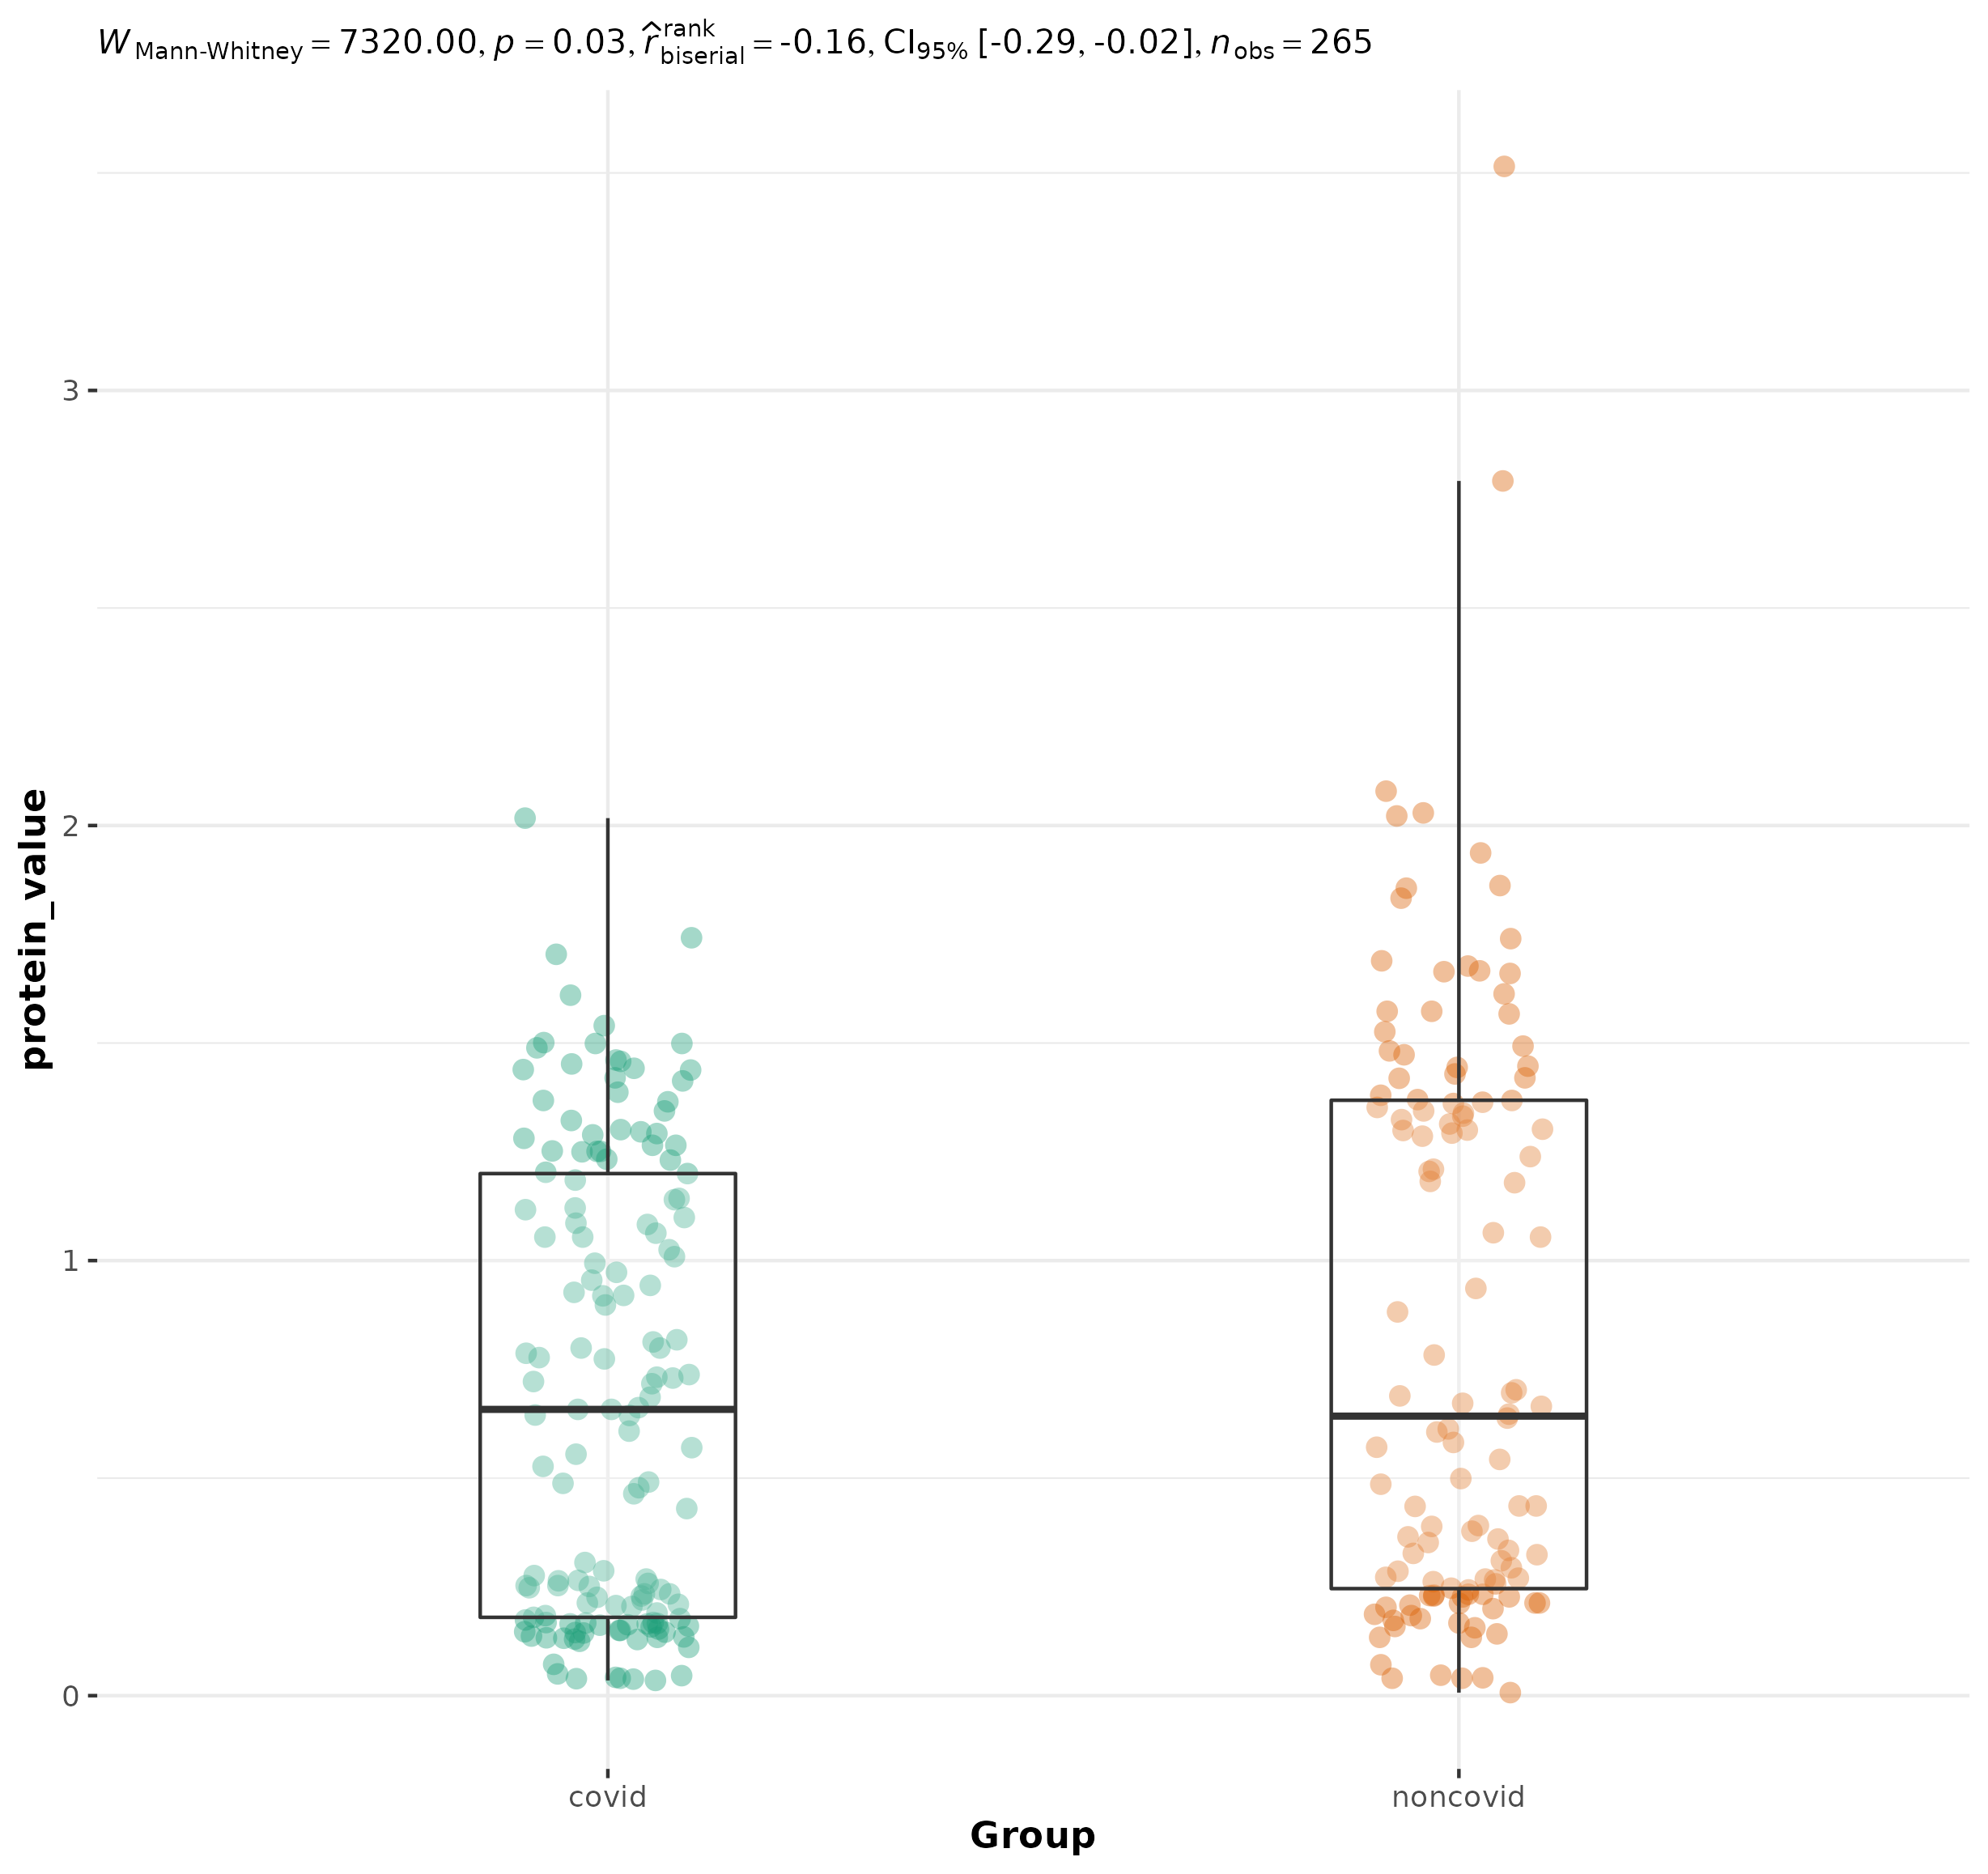 W Mann-Whitney = 7320.00, p = 0.03, r̂ rank biserial = -0.16, CI95% [-0.29, -0.02], nobs = 265
protein_value
3
2
1
0
covid noncovid
Group